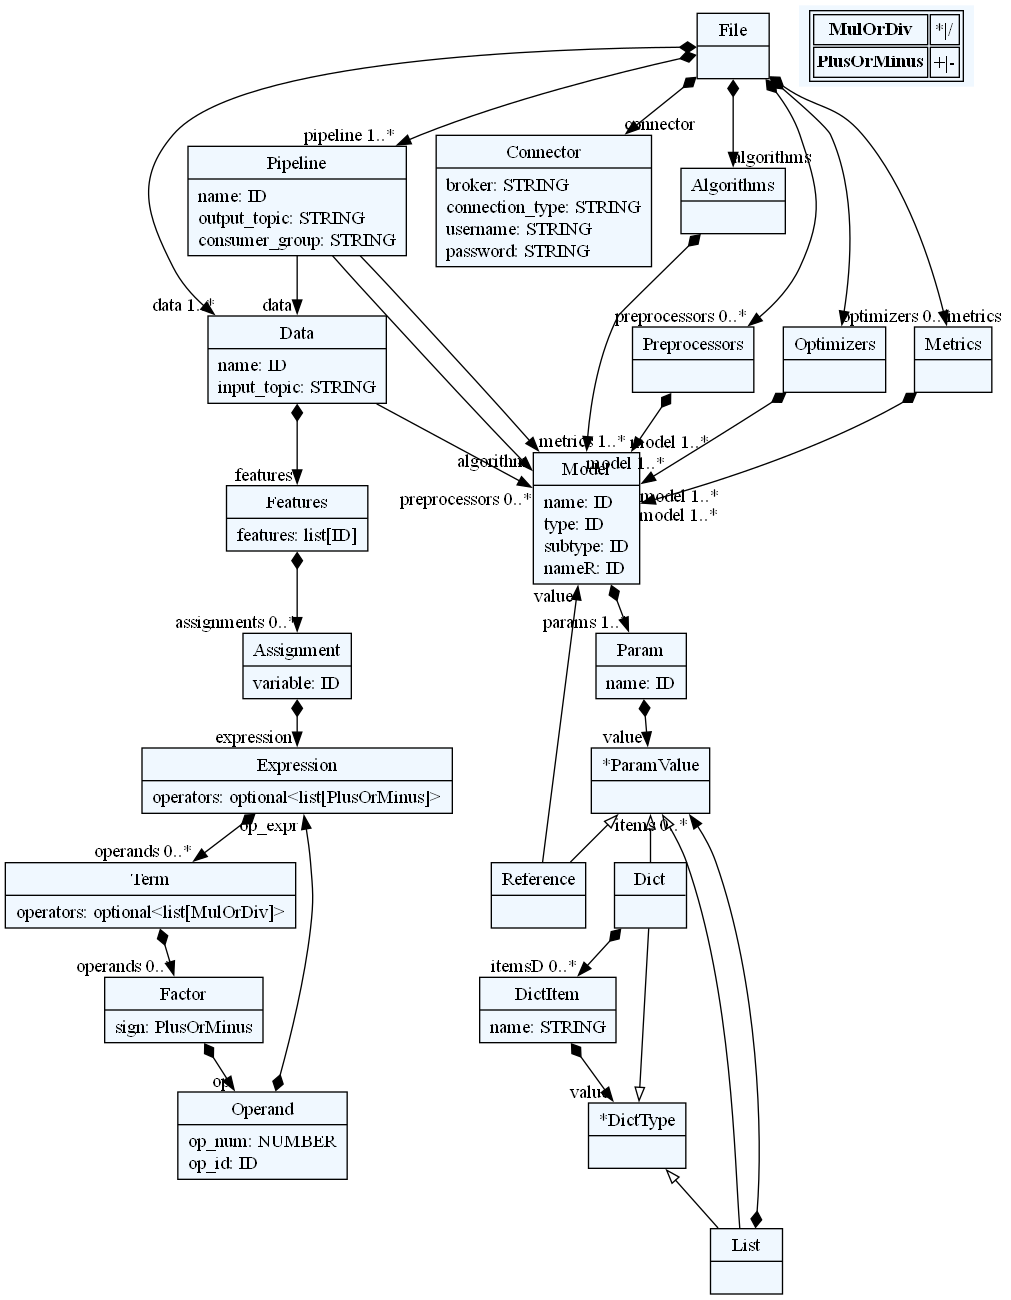 File
MulOrDiv *|/
PlusOrMinus +|-
connector
pipeline 1..*
algorithms
Pipeline
name: ID
output_topic: STRING
consumer_group: STRING
Connector
broker: STRING
connection_type: STRING
username: STRING
password: STRING
Algorithms
data 1..*
data
preprocessors 0..*
optimizers 0..*
metrics
Data
name: ID
input_topic: STRING
Preprocessors
Optimizers
Metrics
metrics 1..*
model 1..*
algorithm
model 1..*
preprocessors 0..*
model 1..*
model 1..*
Model
name: ID
type: ID
subtype: ID
nameR: ID
features
Features
features: list[ID]
value
params 1..*
assignments 0..*
Assignment
variable: ID
Param
name: ID
expression
value
Expression
operators: optional<list[PlusOrMinus]>
*ParamValue
op_expr
items 0..*
operands 0..*
Term
operators: optional<list[MulOrDiv]>
Reference
Dict
operands 0..*
itemsD 0..*
Factor
sign: PlusOrMinus
DictItem
name: STRING
op
value
Operand
op_num: NUMBER
op_id: ID
*DictType
List